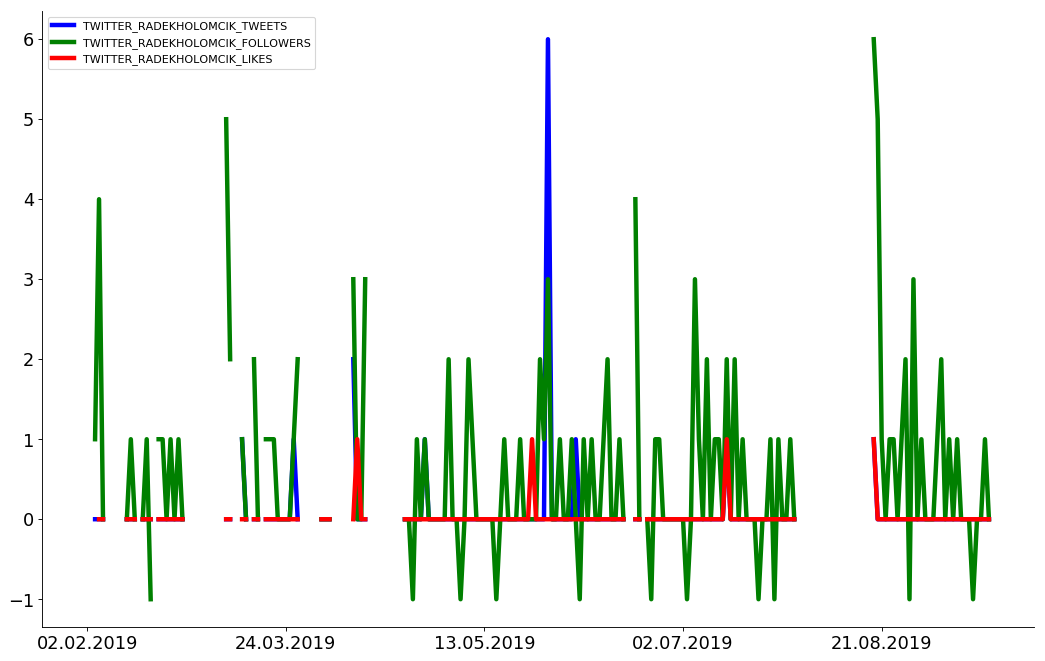 TWITTER_RADEKHOLOMCIK_TWEETS
TWITTER_RADEKHOLOMCIK_FOLLOWERS
TWITTER_RADEKHOLOMCIK_LIKES
6
5
4
3
2
1
0
−1
02.02.2019 24.03.2019 13.05.2019 02.07.2019 21.08.2019